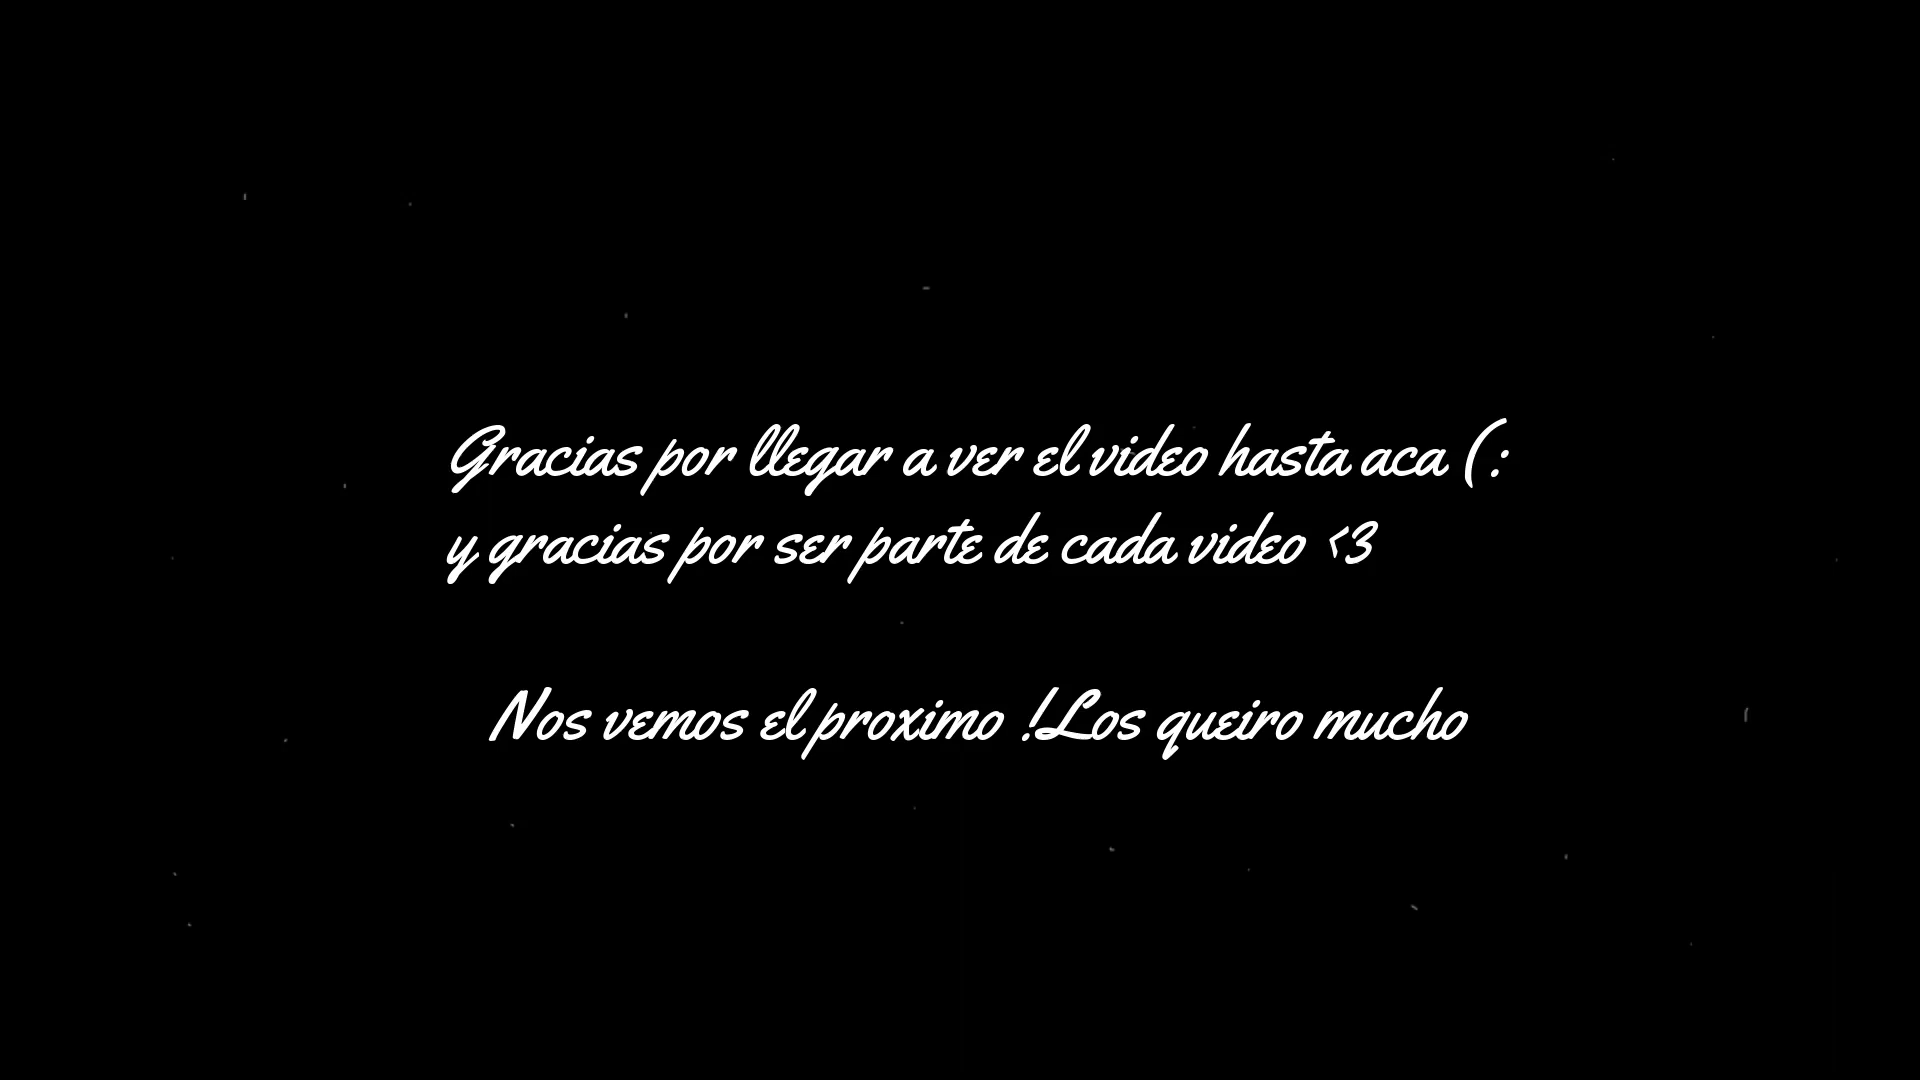 Gracias por llegar a ver el video hasta aca (:
y gracias por ser parte de cada video <3
Nos vemos el proximo !Los queiro mucho